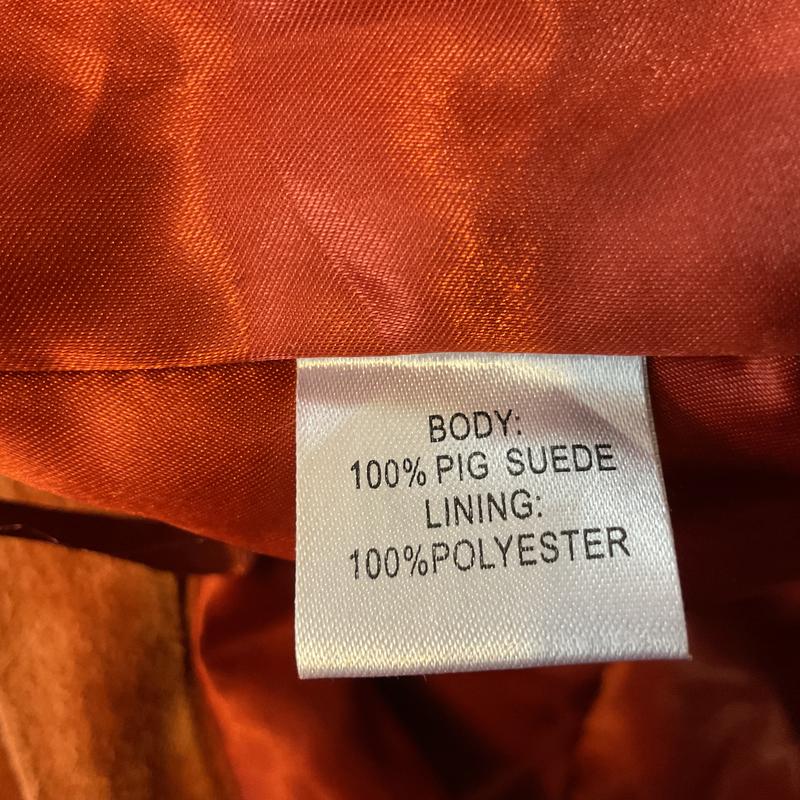 BODY:
100% PIG SUEDE
LINING:
100%POLYESTER